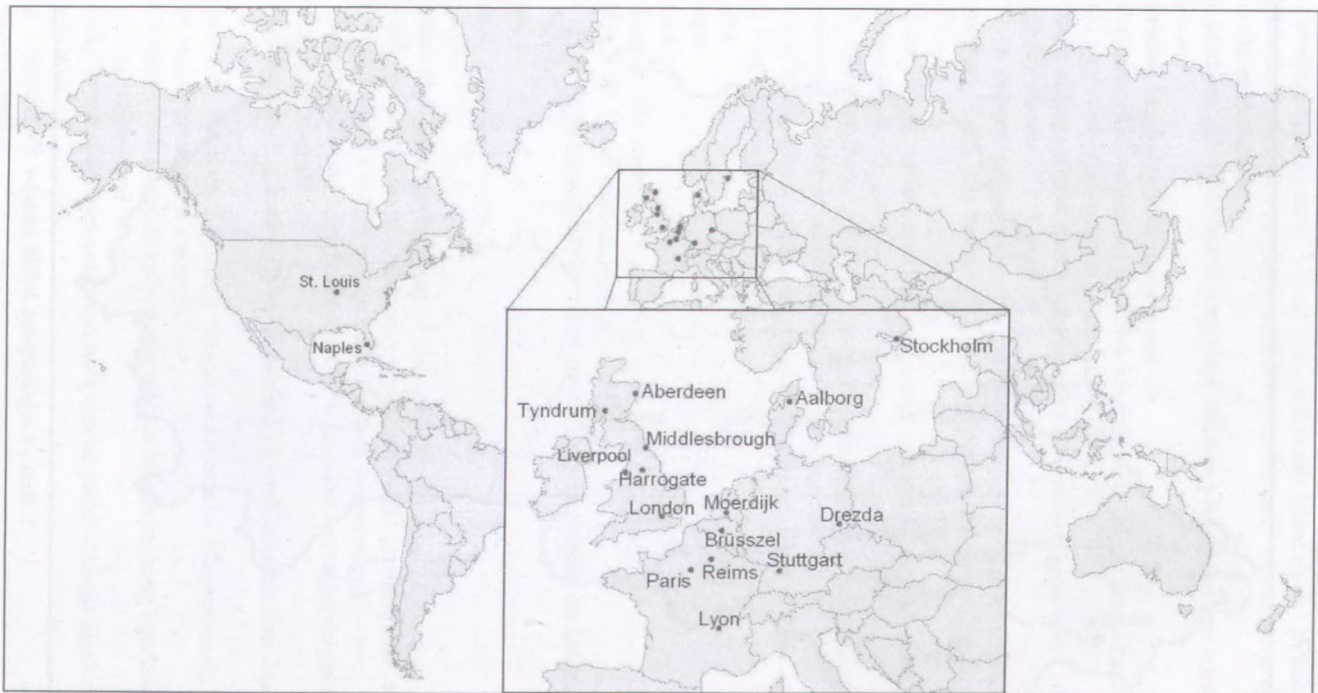 St. Louis
Naples
Stockholm
Aberdeen
Aalborg
Tyndrum
Middlesbrough
Liverpool
Harrogate
London
Moerdijk
Drezda
Brüsszel
Paris
Reims
Stuttgart
Lyon